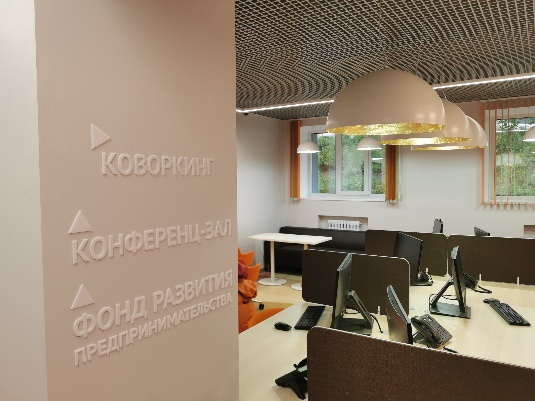 КОВОРКИНГ
КОНФЕРЕНЦ-ЗАЛ
ФОНД РАЗВИТИЯ
ПРЕДПРИНИМАТЕЛЬСТВА